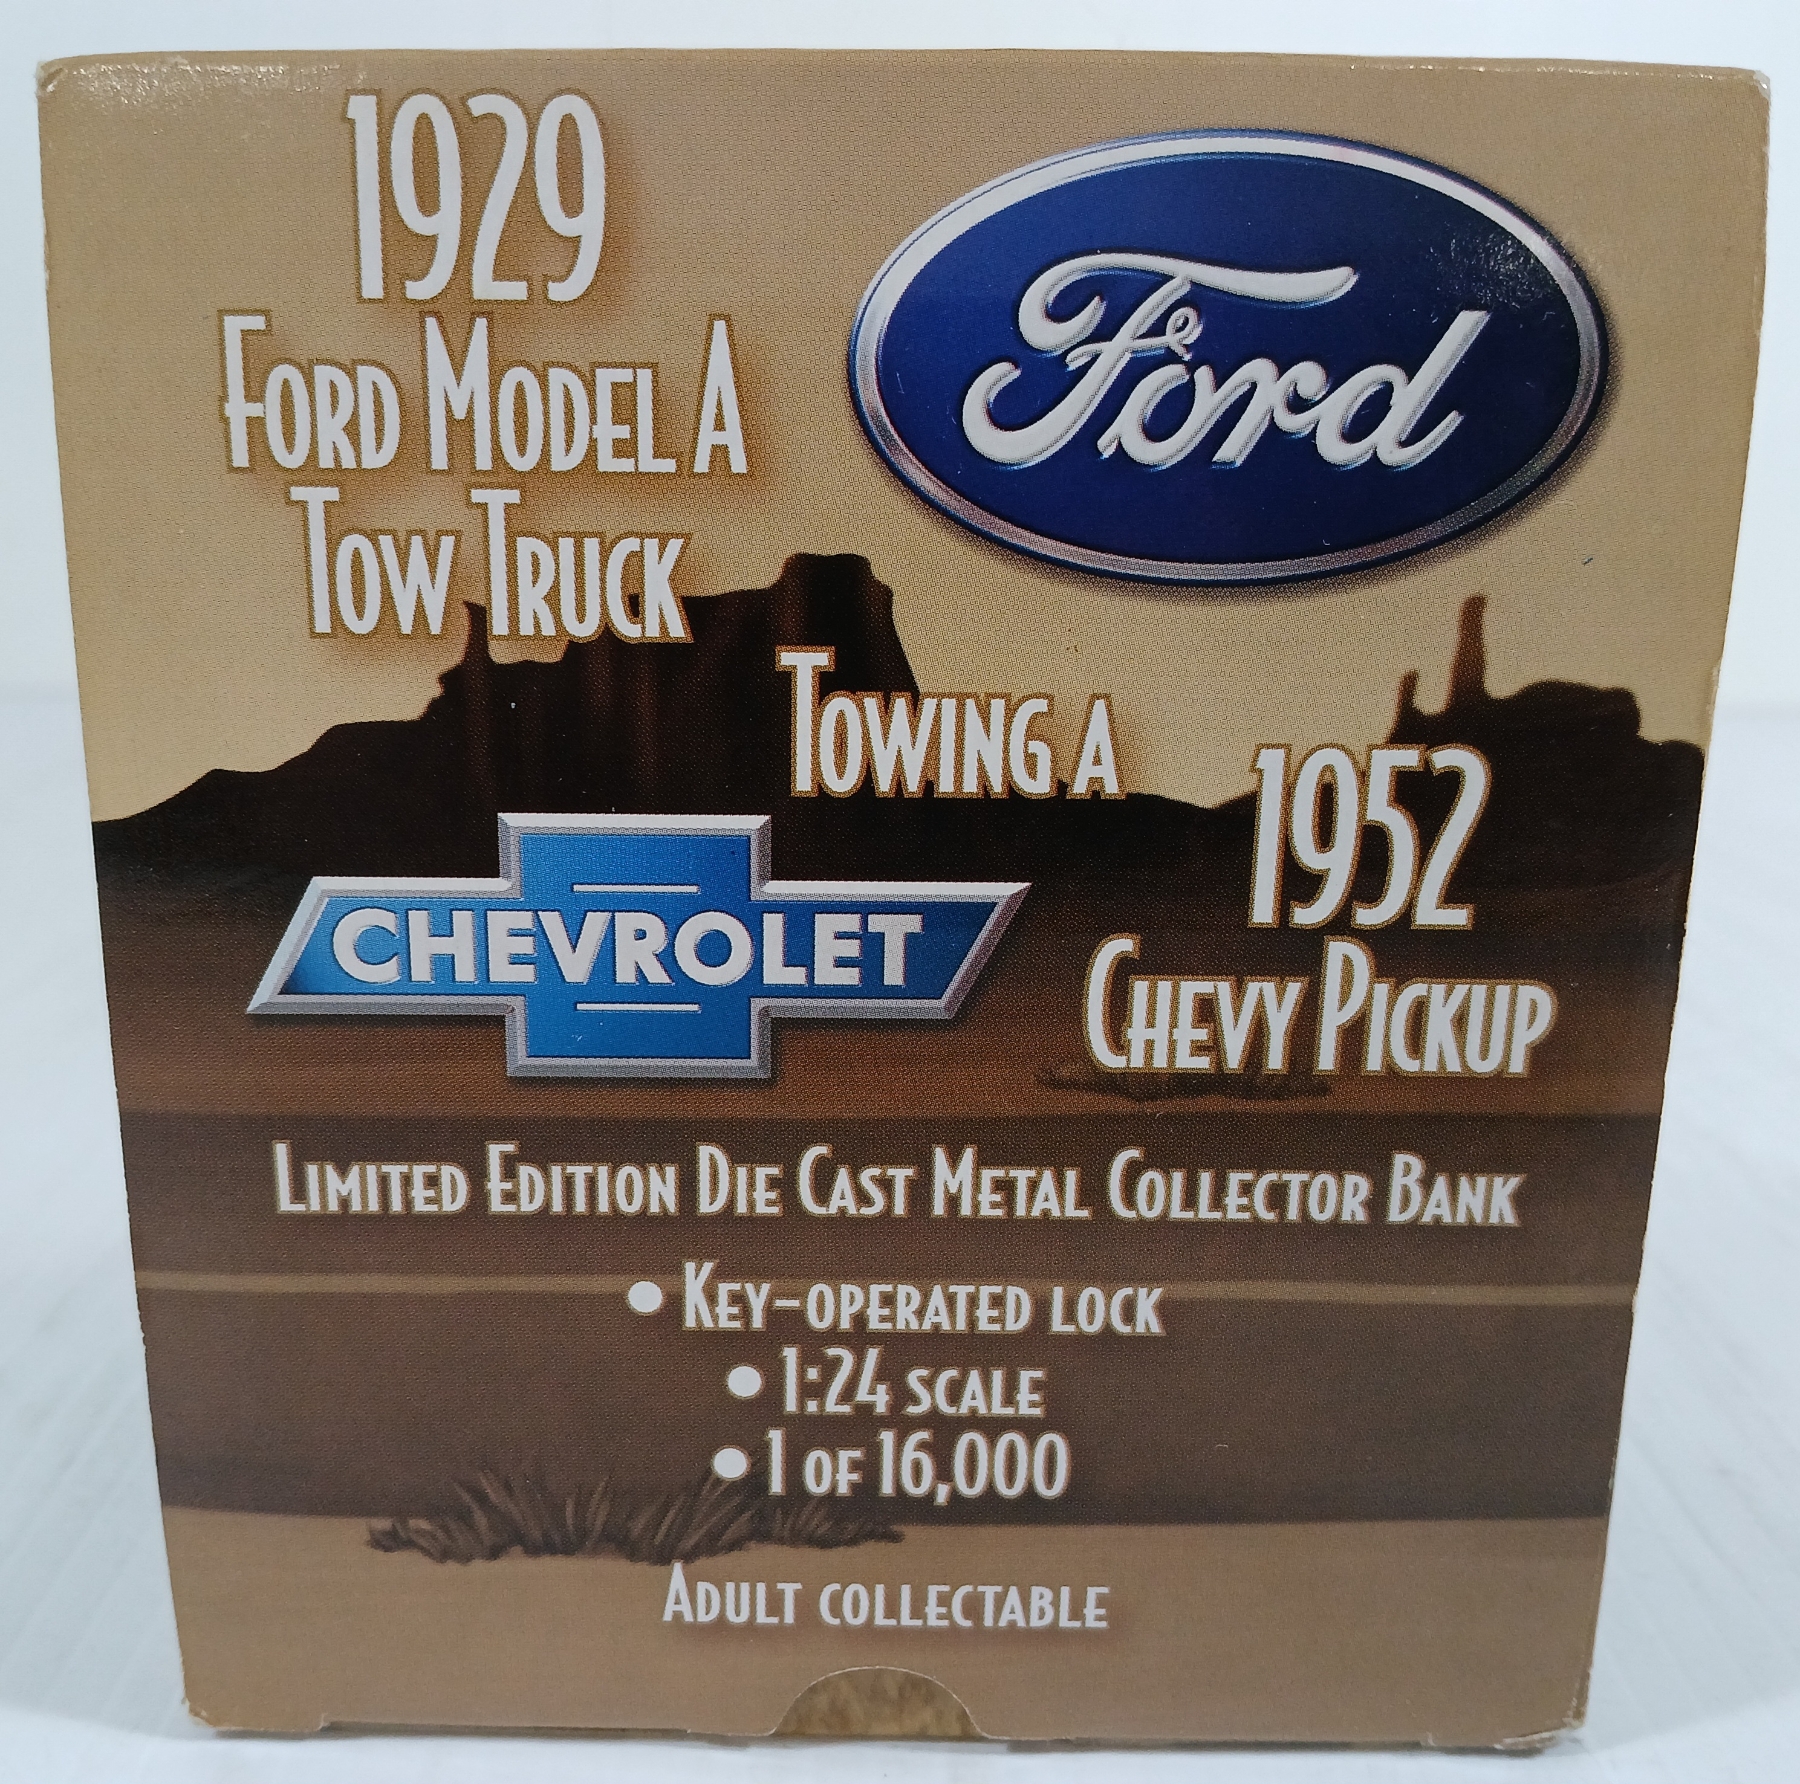 1929
FORD MODEL A
TOW TRUCK
Ford
TOWING A
1952
CHEVY PICKUP
CHEVROLET
LIMITED EDITION DIE CAST METAL COLLECTOR BANK
• KEY-OPERATED LOCK
• 1:24 SCALE
• 1 OF 16,000
ADULT COLLECTABLE